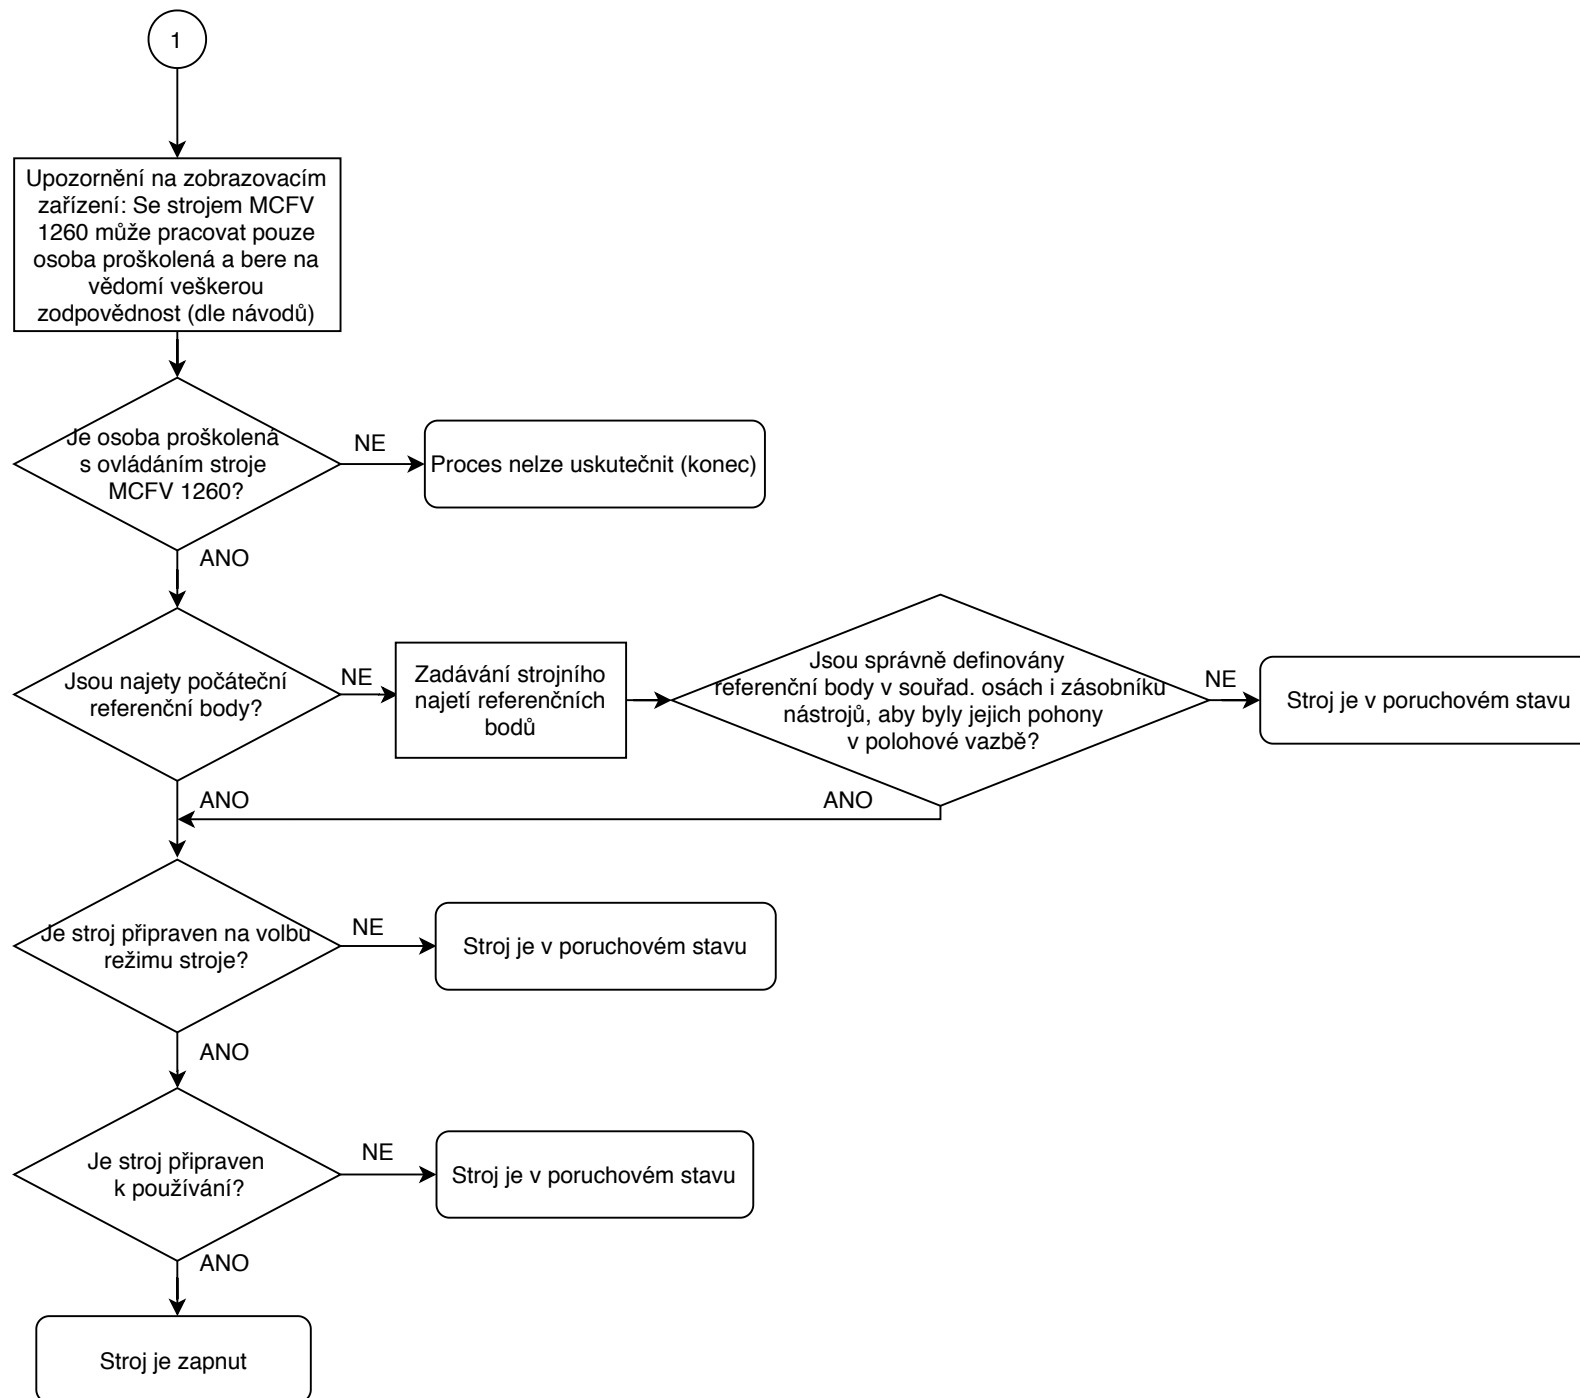 1
Upozornění na zobrazovacím
zařízení: Se strojem MCFV
1260 může pracovat pouze
osoba proškolená a bere na
vědomí veškerou
zodpovědnost (dle návodů)
Je osoba proškolená
s ovládáním stroje
MCFV 1260?
NE
Proces nelze uskutečnit (konec)
ANO
Jsou najety počáteční
referenční body?
NE
Zadávání strojního
najetí referenčních
bodů
Jsou správně definovány
referenční body v souřad. osách i zásobníku
nástrojů, aby byly jejich pohony
v polohové vazbě?
NE
Stroj je v poruchovém stavu
ANO
ANO
Je stroj připraven na volbu
režimu stroje?
NE
Stroj je v poruchovém stavu
ANO
Je stroj připraven
k používání?
NE
Stroj je v poruchovém stavu
ANO
Stroj je zapnut